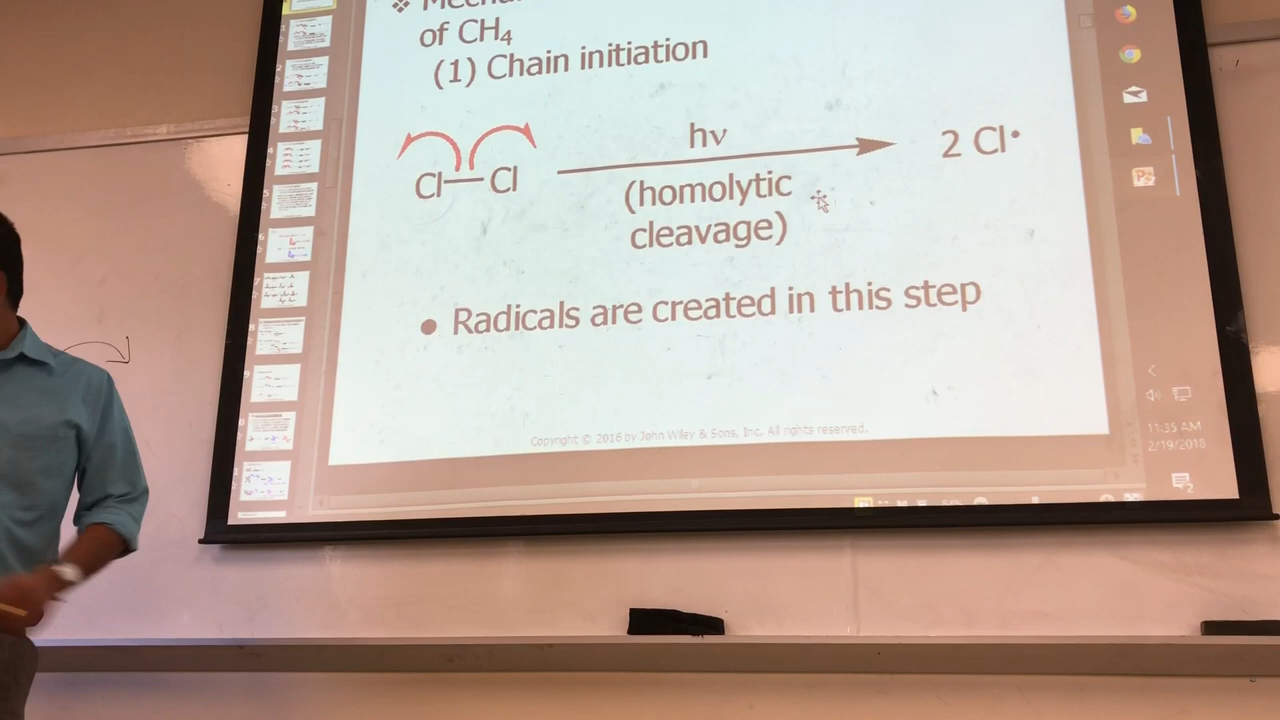 of CH₄
(1) Chain initiation
Cl—Cl
hν
2 Cl•
(homolytic
cleavage)
• Radicals are created in this step
Copyright © 2016 by John Wiley & Sons, Inc. All rights reserved.
11:35 AM
2/19/2018